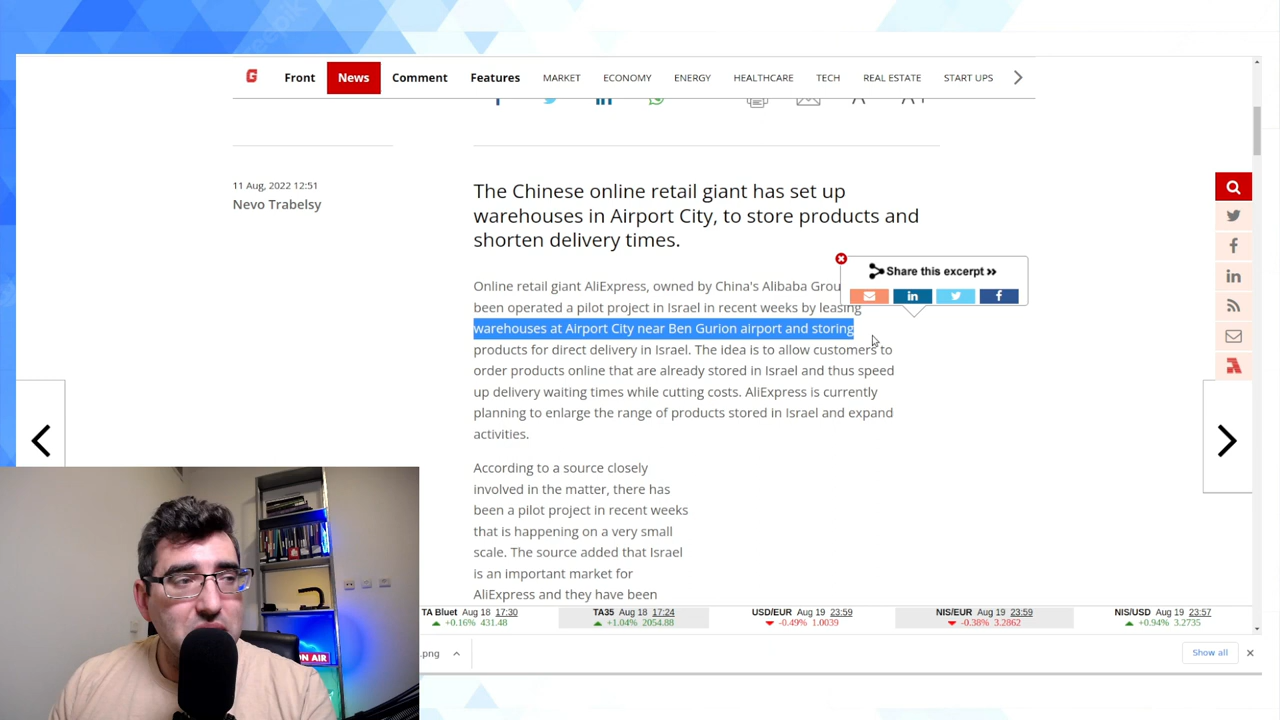 G Front News Comment Features MARKET ECONOMY ENERGY HEALTHCARE TECH REAL ESTATE START UPS
11 Aug, 2022 12:51
Nevo Trabelsy
The Chinese online retail giant has set up
warehouses in Airport City, to store products and
shorten delivery times.
Share this excerpt
Online retail giant AliExpress, owned by China's Alibaba
been operated a pilot project in Israel in recent weeks by leasing
warehouses at Airport City near Ben Gurion airport and storing
products for direct delivery in Israel. The idea is to allow customers to
order products online that are already stored in Israel and thus speed
up delivery waiting times while cutting costs. AliExpress is currently
planning to enlarge the range of products stored in Israel and expand
activities.
According to a source closely
involved in the matter, there has
been a pilot project in recent weeks
that is happening on a very small
scale. The source added that Israel
is an important market for
AliExpress and they have been
TA Bluet Aug 18 17:30 TA35 Aug 18 17:24 USD/EUR Aug 19 23:59 NIS/EUR Aug 19 23:59 NIS/USD Aug 19 23:57
+0.16% 431.48 +1.04% 2054.88 -0.49% 1.0039 -0.38% 3.2862 +0.94% 3.2735
.png Show all
ON AIR